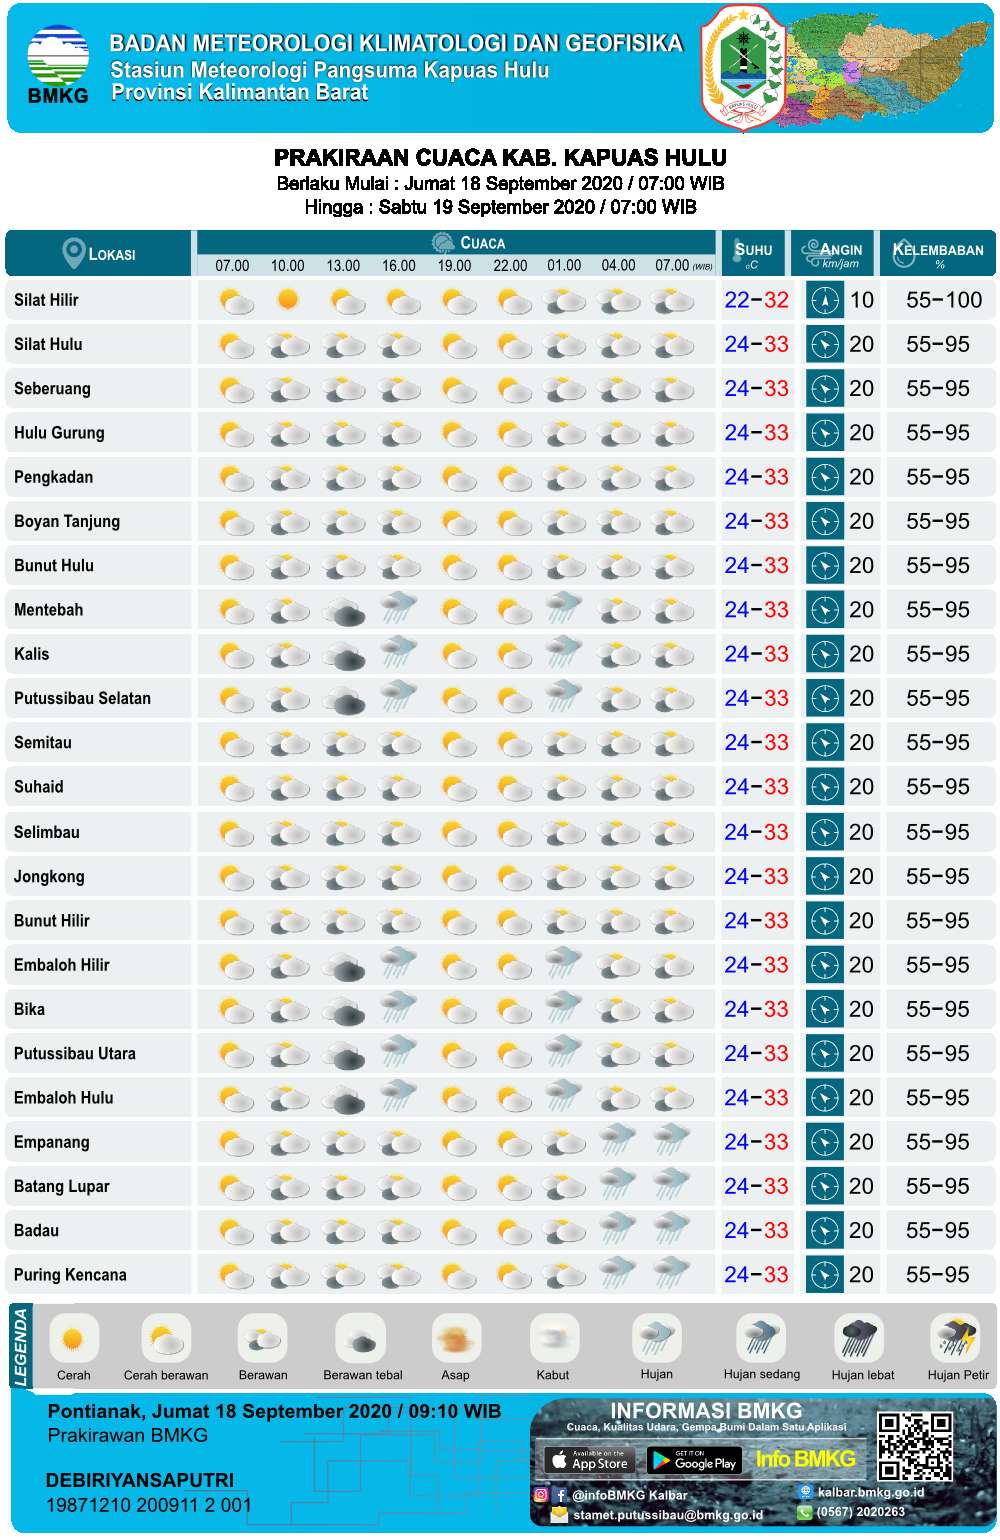 BMKG
BADAN METEOROLOGI KLIMATOLOGI DAN GEOFISIKA
Stasiun Meteorologi Pangsuma Kapuas Hulu
Provinsi Kalimantan Barat
KAPUAS HULU
PRAKIRAAN CUACA KAB. KAPUAS HULU
Berlaku Mulai : Jumat 18 September 2020 / 07:00 WIB
Hingga : Sabtu 19 September 2020 / 07:00 WIB
LOKASI CUACA SUHU °C ANGIN km/jam KELEMBABAN %
07.00 10.00 13.00 16.00 19.00 22.00 01.00 04.00 07.00 (WIB)
Silat Hilir 22-32 10 55-100
Silat Hulu 24-33 20 55-95
Seberuang 24-33 20 55-95
Hulu Gurung 24-33 20 55-95
Pengkadan 24-33 20 55-95
Boyan Tanjung 24-33 20 55-95
Bunut Hulu 24-33 20 55-95
Mentebah 24-33 20 55-95
Kalis 24-33 20 55-95
Putussibau Selatan 24-33 20 55-95
Semitau 24-33 20 55-95
Suhaid 24-33 20 55-95
Selimbau 24-33 20 55-95
Jongkong 24-33 20 55-95
Bunut Hilir 24-33 20 55-95
Embaloh Hilir 24-33 20 55-95
Bika 24-33 20 55-95
Putussibau Utara 24-33 20 55-95
Embaloh Hulu 24-33 20 55-95
Empanang 24-33 20 55-95
Batang Lupar 24-33 20 55-95
Badau 24-33 20 55-95
Puring Kencana 24-33 20 55-95
LEGENDA
Cerah Cerah berawan Berawan Berawan tebal Asap Kabut Hujan Hujan sedang Hujan lebat Hujan Petir
Pontianak, Jumat 18 September 2020 / 09:10 WIB
Prakirawan BMKG
DEBIRIYANSAPUTRI
19871210 200911 2 001
INFORMASI BMKG
Cuaca, Kualitas Udara, Gempa Bumi Dalam Satu Aplikasi
Available on the App Store GET IT ON Google Play Info BMKG
@infoBMKG Kalbar kalbar.bmkg.go.id
stamet.putussibau@bmkg.go.id (0567) 2020263